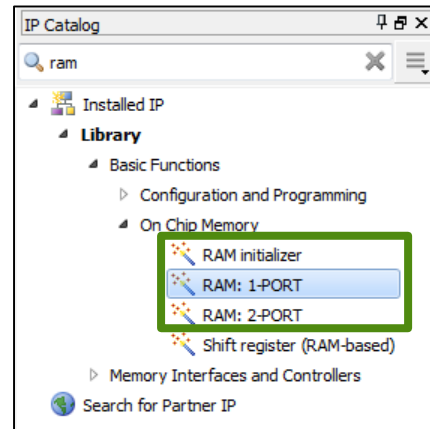 IP Catalog
ram
Installed IP
Library
Basic Functions
Configuration and Programming
On Chip Memory
RAM initializer
RAM: 1-PORT
RAM: 2-PORT
Shift register (RAM-based)
Memory Interfaces and Controllers
Search for Partner IP